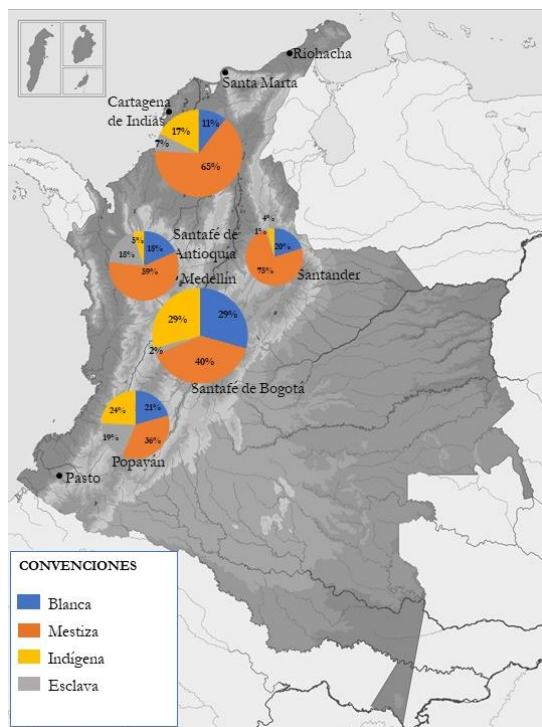 Riohacha
Santa Marta
Cartagena
de Indias
17%
11%
7%
65%
Santafé de
Antioquia
5%
18%
18%
59%
Medellín
4%
1%
20%
75%
Santander
29%
29%
2%
40%
Santafé de Bogotá
24%
21%
19%
36%
Popayán
Pasto
CONVENCIONES
Blanca
Mestiza
Indígena
Esclava